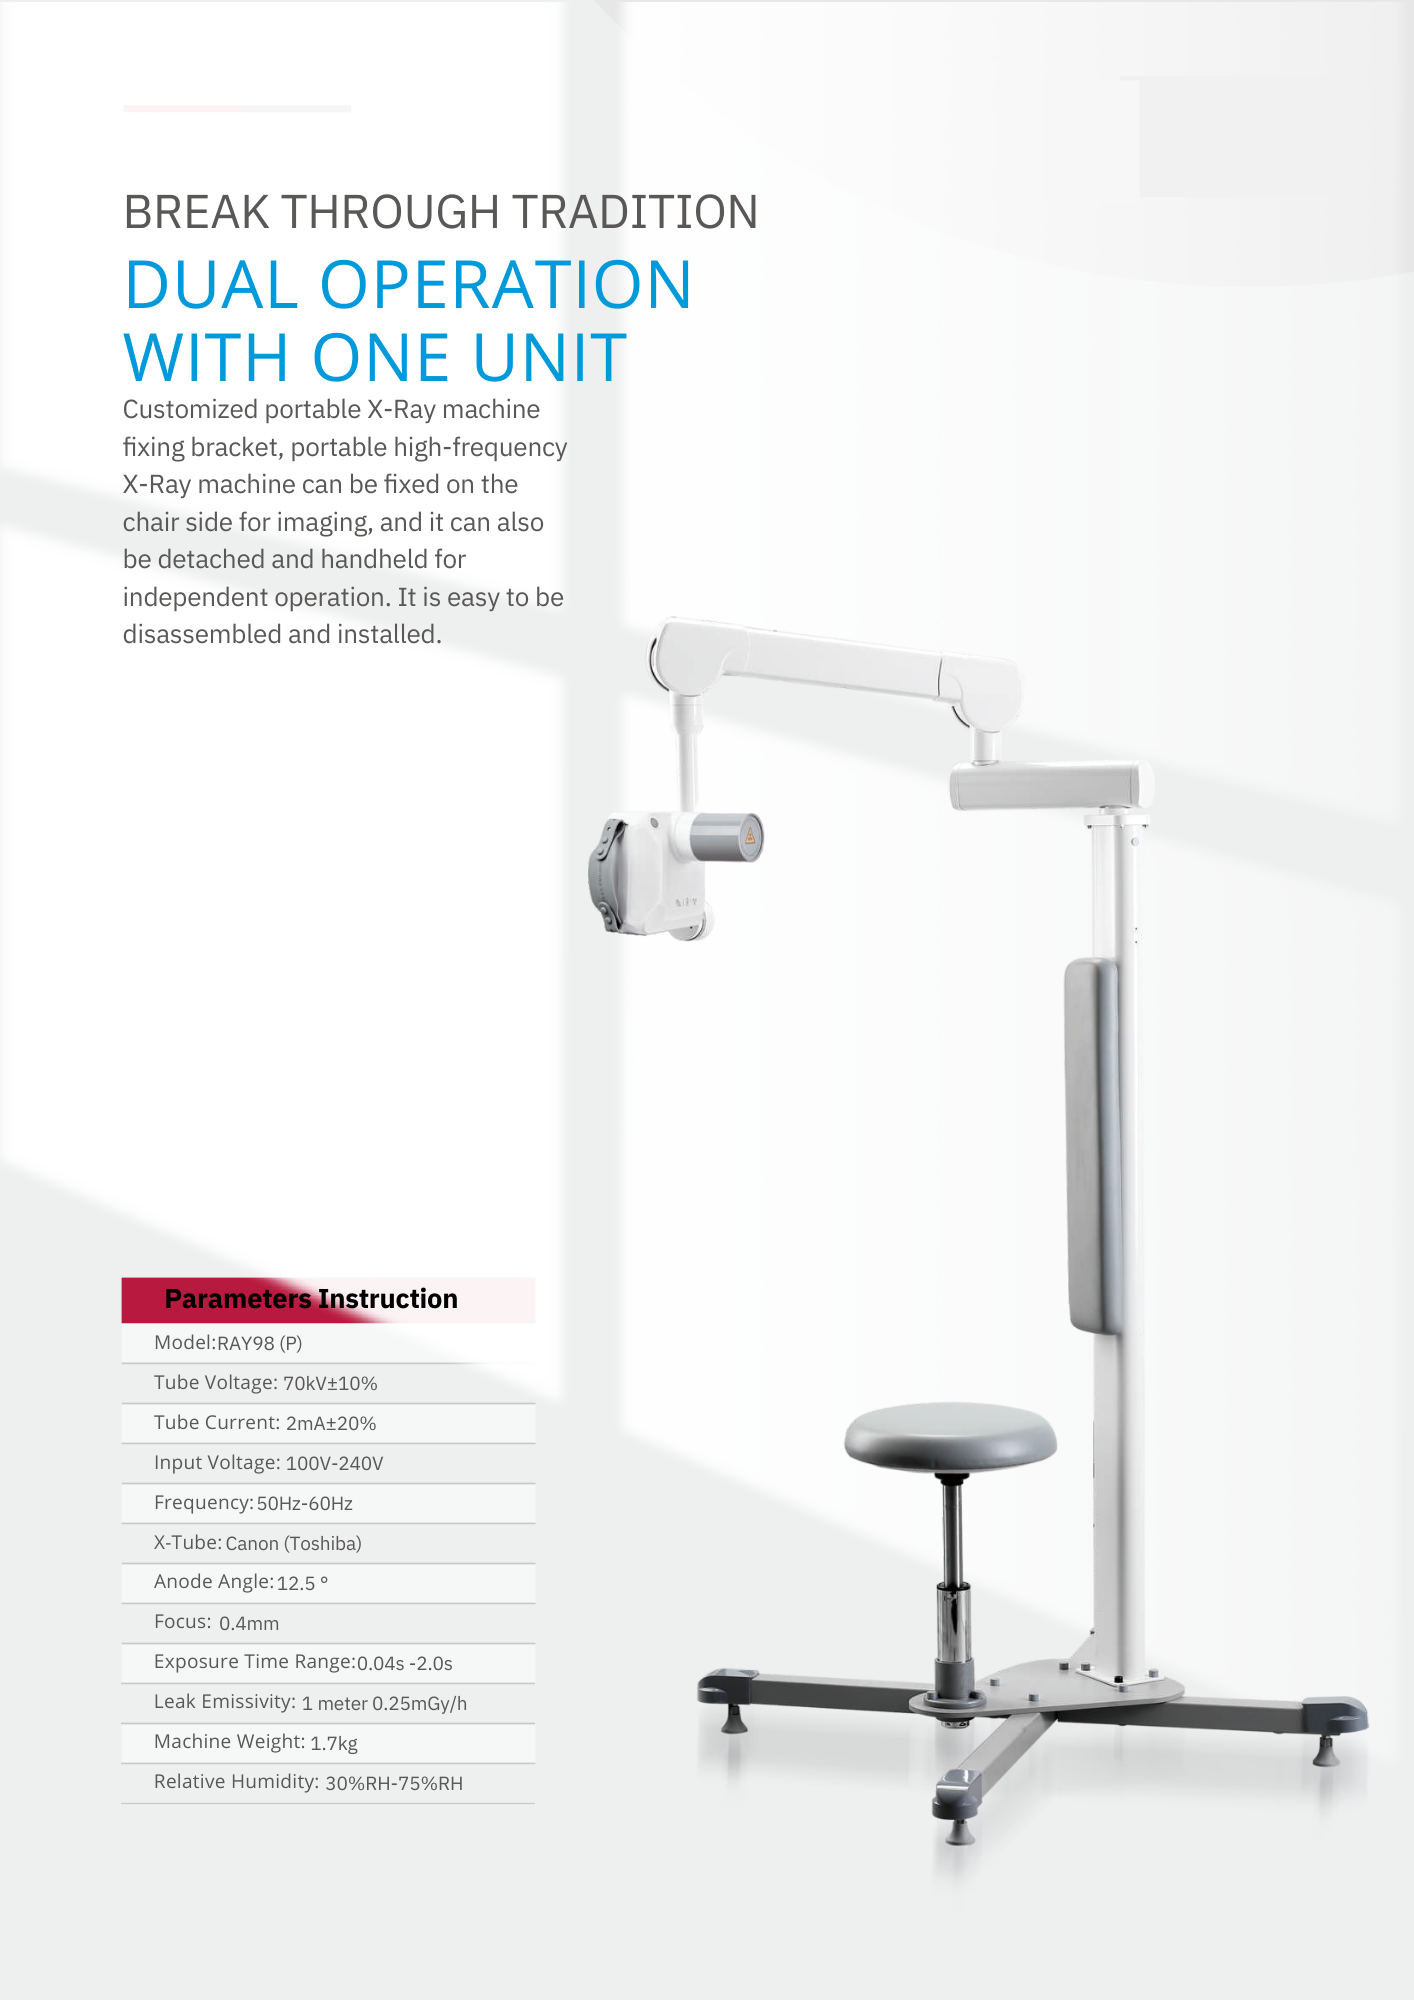 BREAK THROUGH TRADITION
DUAL OPERATION
WITH ONE UNIT
Customized portable X-Ray machine
fixing bracket, portable high-frequency
X-Ray machine can be fixed on the
chair side for imaging, and it can also
be detached and handheld for
independent operation. It is easy to be
disassembled and installed.
Parameters Instruction
Model:RAY98 (P)
Tube Voltage: 70kV±10%
Tube Current: 2mA±20%
Input Voltage: 100V-240V
Frequency:50Hz-60Hz
X-Tube: Canon (Toshiba)
Anode Angle:12.5 °
Focus: 0.4mm
Exposure Time Range:0.04s -2.0s
Leak Emissivity: 1 meter 0.25mGy/h
Machine Weight: 1.7kg
Relative Humidity: 30%RH-75%RH